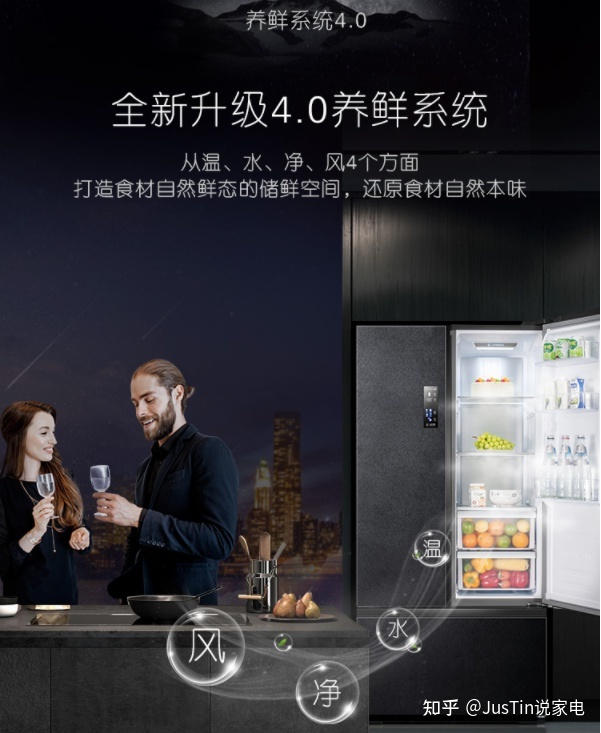 养鲜系统4.0
全新升级4.0养鲜系统
从温、水、净、风4个方面
打造食材自然鲜态的储鲜空间，还原食材自然本味
温
水
风
净
知乎 @JusTin说家电